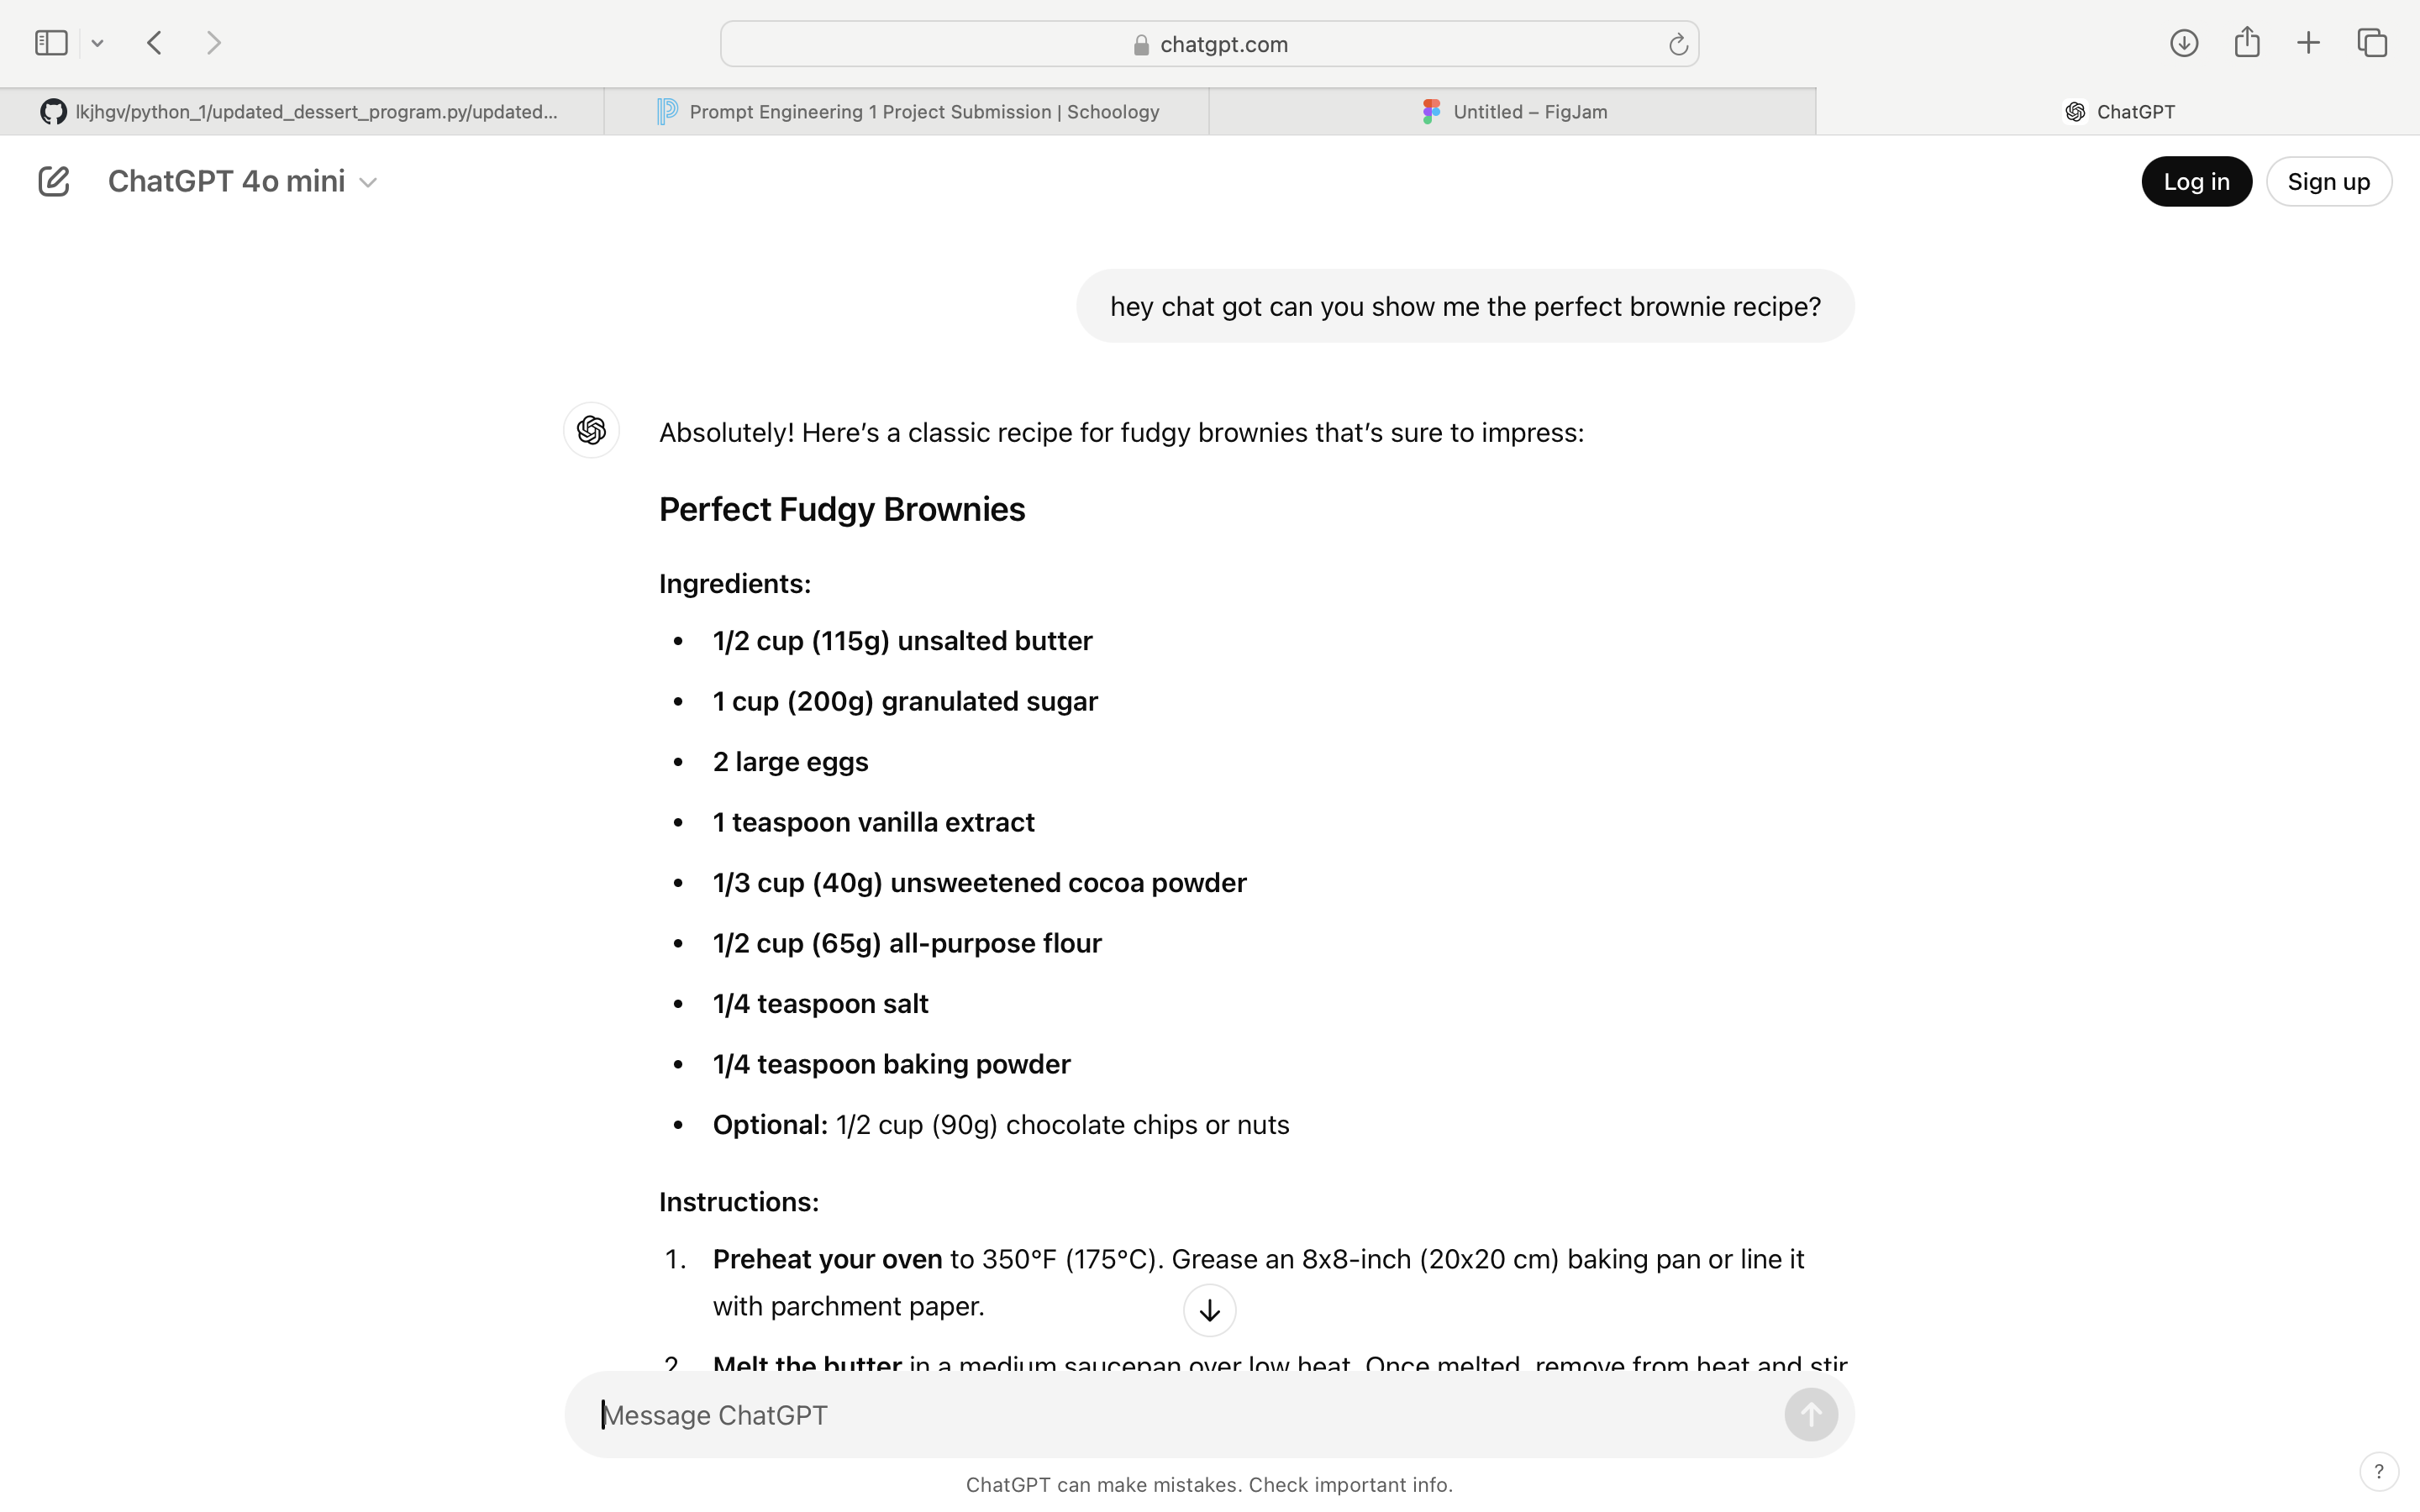 chatgpt.com
lkjhgv/python_1/updated_dessert_program.py/updated...
Prompt Engineering 1 Project Submission | Schoology
Untitled – FigJam
ChatGPT
ChatGPT 4o mini
Log in
Sign up
hey chat got can you show me the perfect brownie recipe?
Absolutely! Here’s a classic recipe for fudgy brownies that’s sure to impress:
Perfect Fudgy Brownies
Ingredients:
• 1/2 cup (115g) unsalted butter
• 1 cup (200g) granulated sugar
• 2 large eggs
• 1 teaspoon vanilla extract
• 1/3 cup (40g) unsweetened cocoa powder
• 1/2 cup (65g) all-purpose flour
• 1/4 teaspoon salt
• 1/4 teaspoon baking powder
• Optional: 1/2 cup (90g) chocolate chips or nuts
Instructions:
1. Preheat your oven to 350°F (175°C). Grease an 8x8-inch (20x20 cm) baking pan or line it
with parchment paper.
2. Melt the butter in a medium saucepan over low heat. Once melted, remove from heat and stir
Message ChatGPT
ChatGPT can make mistakes. Check important info.
?